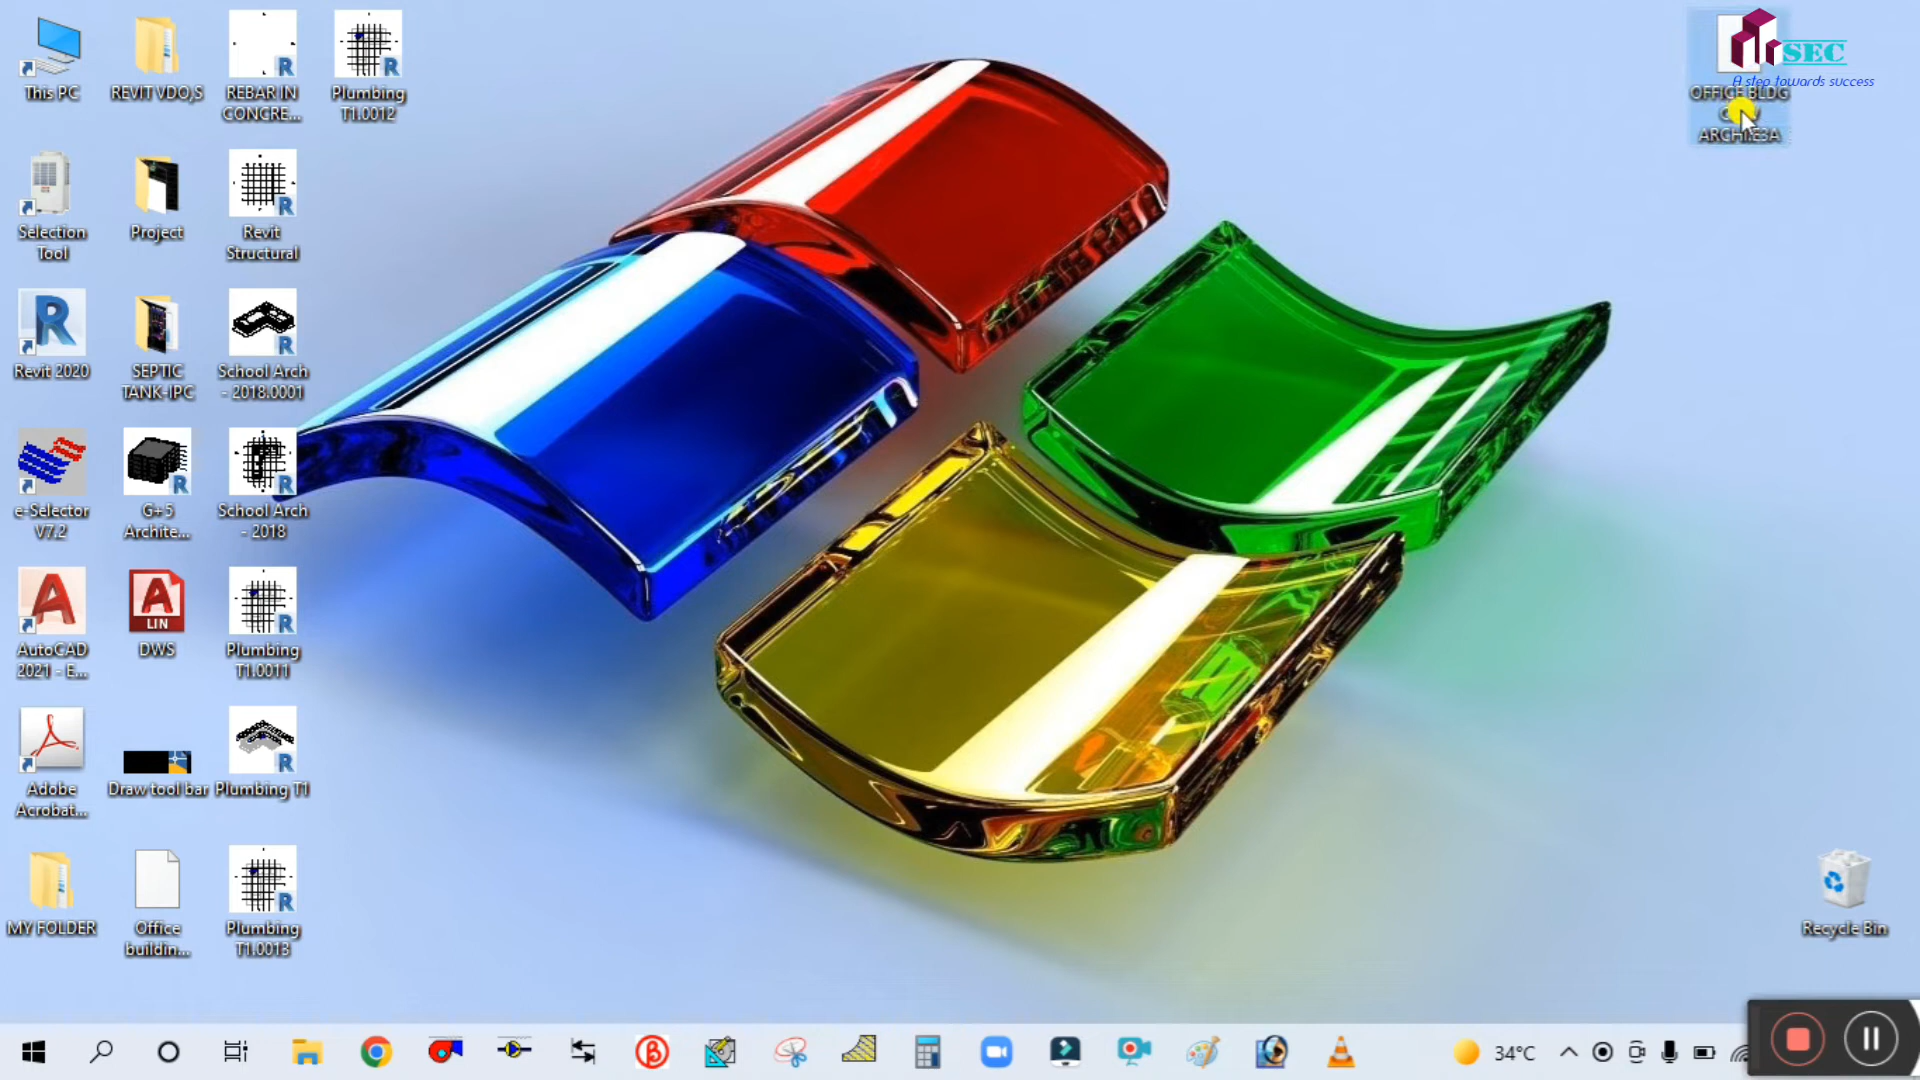 This PC
REVIT VDO,S
REBAR IN
CONCRE...
Plumbing
T1.0012
SEC
A step towards success
OFFICE BLDG
Selection
Tool
Project
Revit
Structural
Revit 2020
SEPTIC
TANK-IPC
School Arch
- 2018.0001
e-Selector
V7.2
G+5
Archite...
School Arch
- 2018
LIN
AutoCAD
2021 - E...
DWS
Plumbing
T1.0011
Adobe
Acrobat...
Draw tool bar
Plumbing T1
MY FOLDER
Office
buildin...
Plumbing
T1.0013
Recycle Bin
34°C